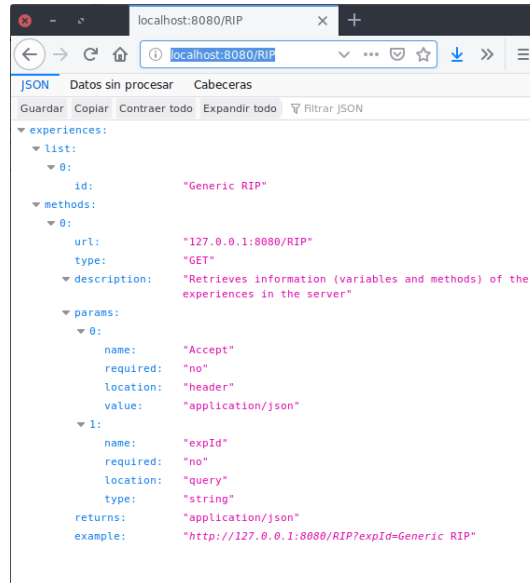 localhost:8080/RIP
localhost:8080/RIP
JSON Datos sin procesar Cabeceras
Guardar Copiar Contraer todo Expandir todo Filtrar JSON
experiences:
list:
0:
id: "Generic RIP"
methods:
0:
url: "127.0.0.1:8080/RIP"
type: "GET"
description: "Retrieves information (variables and methods) of the
experiences in the server"
params:
0:
name: "Accept"
required: "no"
location: "header"
value: "application/json"
1:
name: "expId"
required: "no"
location: "query"
type: "string"
returns: "application/json"
example: "http://127.0.0.1:8080/RIP?expId=Generic RIP"